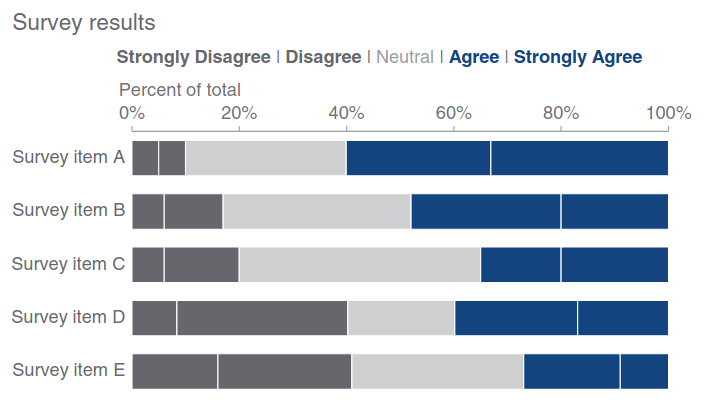 Survey results
Strongly Disagree | Disagree | Neutral | Agree | Strongly Agree
Percent of total
0% 20% 40% 60% 80% 100%
Survey item A
Survey item B
Survey item C
Survey item D
Survey item E